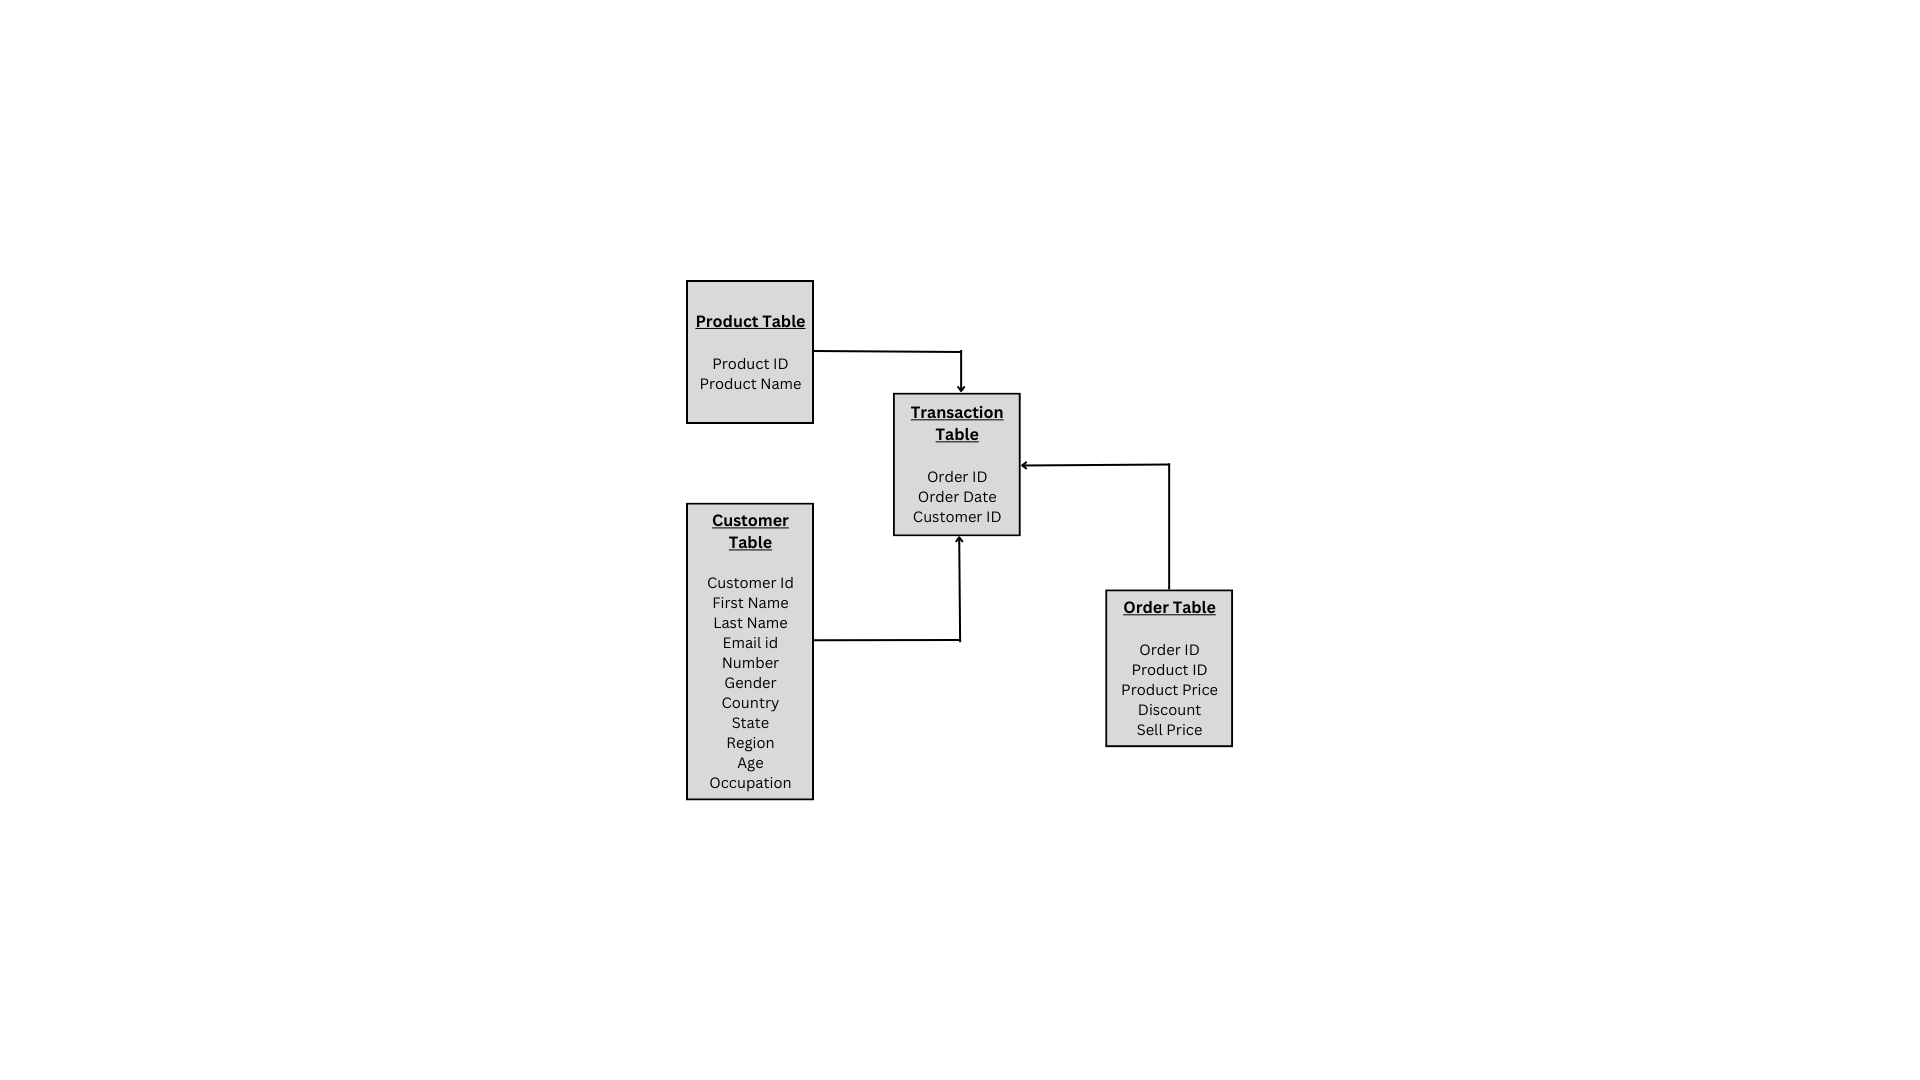 Product Table
Product ID
Product Name
Transaction
Table
Order ID
Order Date
Customer ID
Customer
Table
Customer Id
First Name
Last Name
Email id
Number
Gender
Country
State
Region
Age
Occupation
Order Table
Order ID
Product ID
Product Price
Discount
Sell Price